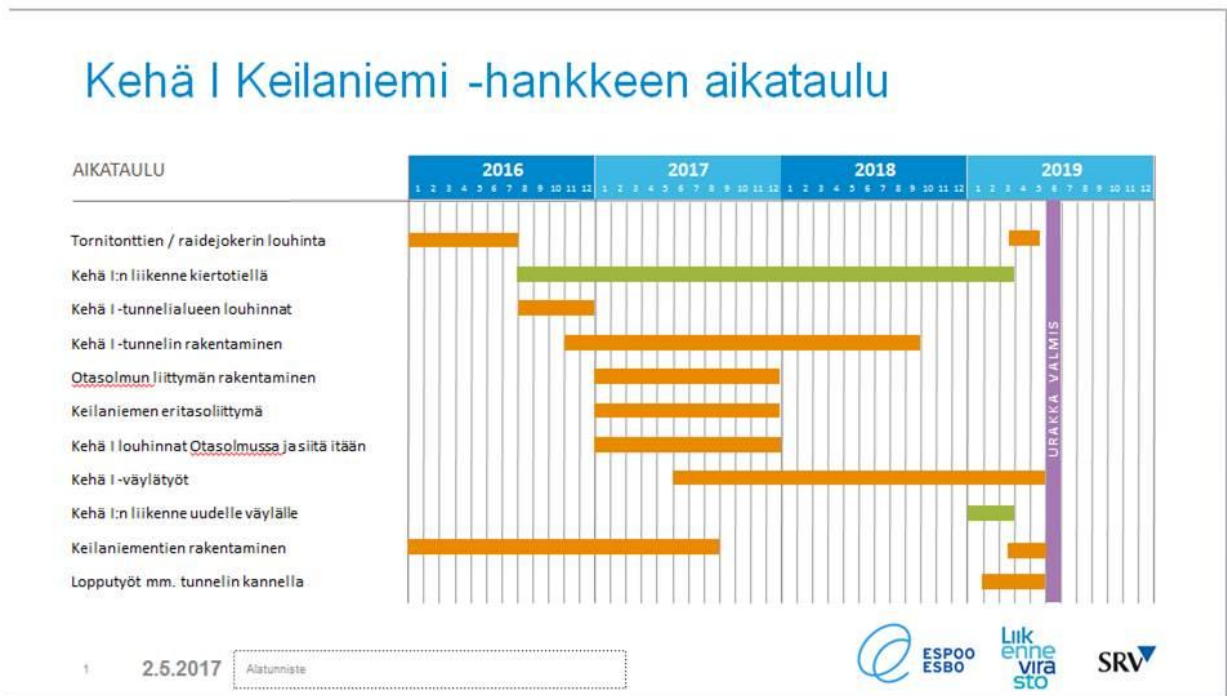 Kehä I Keilaniemi -hankkeen aikataulu
AIKATAULU
2016 2017 2018 2019
1 2 3 4 5 6 7 8 9 10 11 12 1 2 3 4 5 6 7 8 9 10 11 12 1 2 3 4 5 6 7 8 9 10 11 12 1 2 3 4 5 6 7 8 9 10 11 12
Tornitonttien / raidejokerin louhinta
Kehä I:n liikenne kiertotiellä
Kehä I -tunnelialueen louhinnat
Kehä I -tunnelin rakentaminen
Otasolmun liittymän rakentaminen
Keilaniemen eritasoliittymä
Kehä I louhinnat Otasolmussa ja siitä itään
Kehä I -väylätyöt
Kehä I:n liikenne uudelle väylälle
Keilaniementien rakentaminen
Lopputyöt mm. tunnelin kannella
URAKKA VALMIS
1 2.5.2017 Alatunniste
ESPOO
ESBO
Liik
enne
vira
sto
SRV